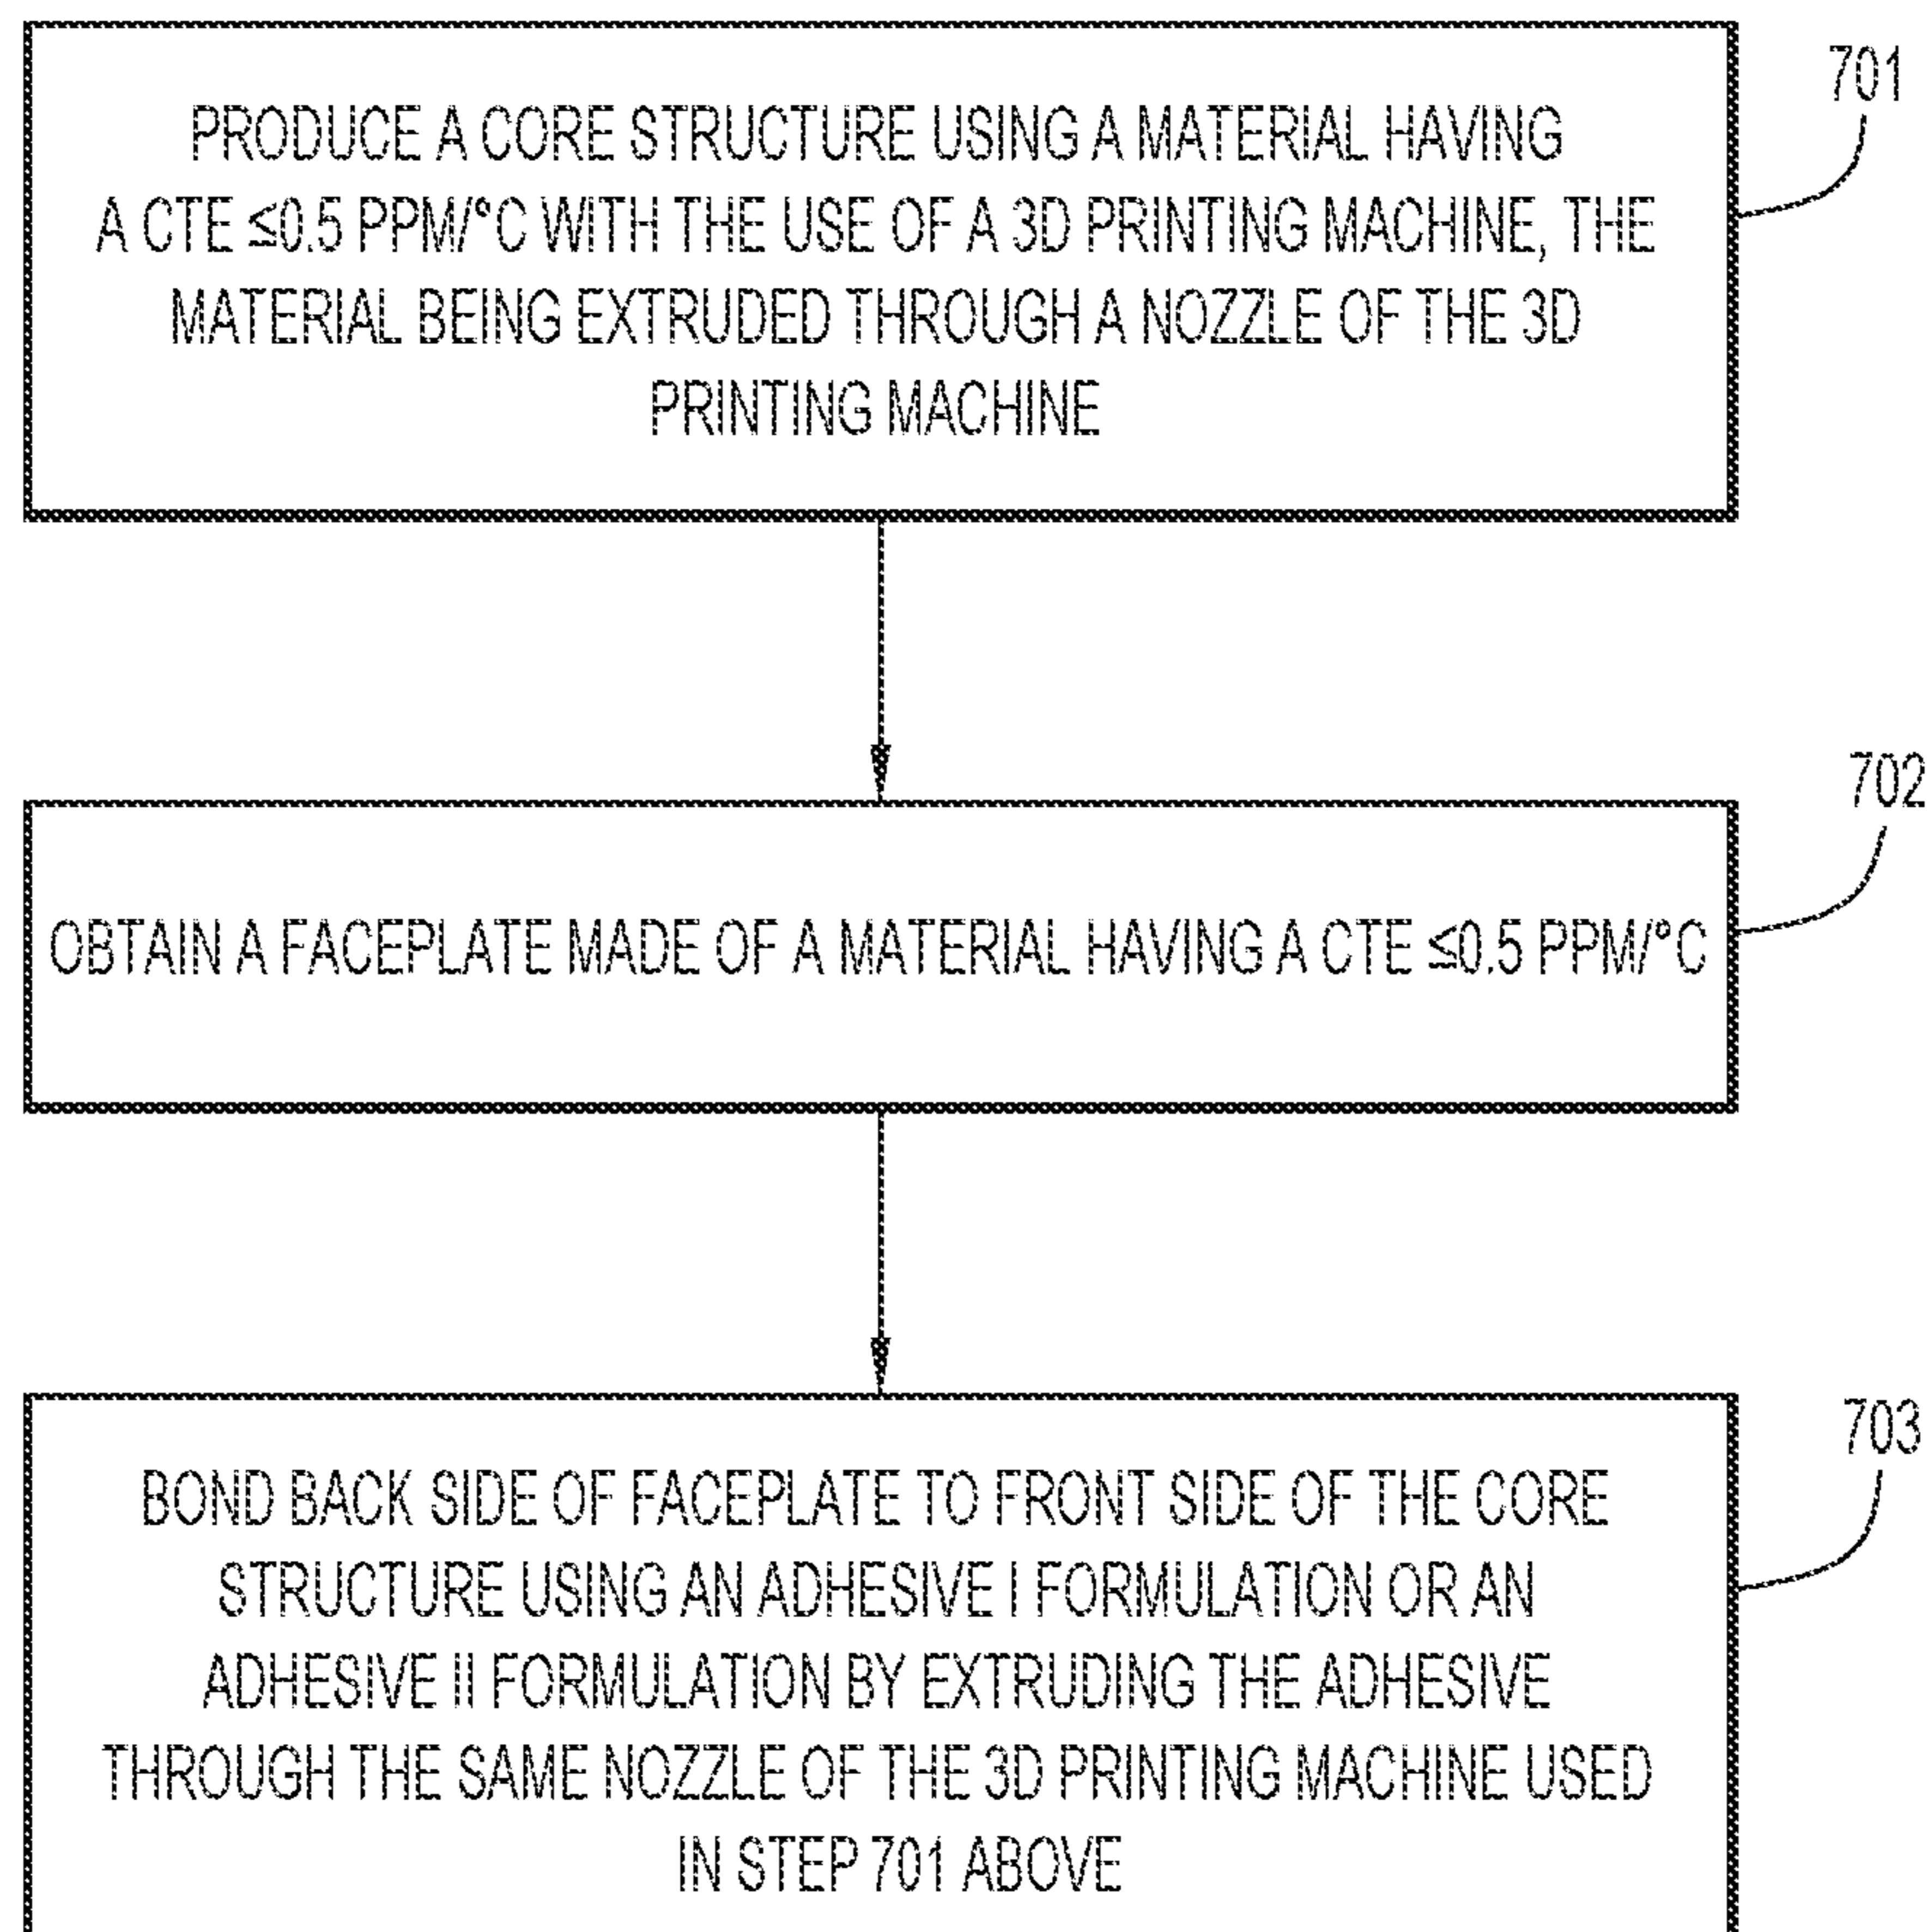 PRODUCE A CORE STRUCTURE USING A MATERIAL HAVING
A CTE ≤0.5 PPM/°C WITH THE USE OF A 3D PRINTING MACHINE, THE
MATERIAL BEING EXTRUDED THROUGH A NOZZLE OF THE 3D
PRINTING MACHINE
701
OBTAIN A FACEPLATE MADE OF A MATERIAL HAVING A CTE ≤0.5 PPM/°C
702
BOND BACK SIDE OF FACEPLATE TO FRONT SIDE OF THE CORE
STRUCTURE USING AN ADHESIVE I FORMULATION OR AN
ADHESIVE II FORMULATION BY EXTRUDING THE ADHESIVE
THROUGH THE SAME NOZZLE OF THE 3D PRINTING MACHINE USED
IN STEP 701 ABOVE
703